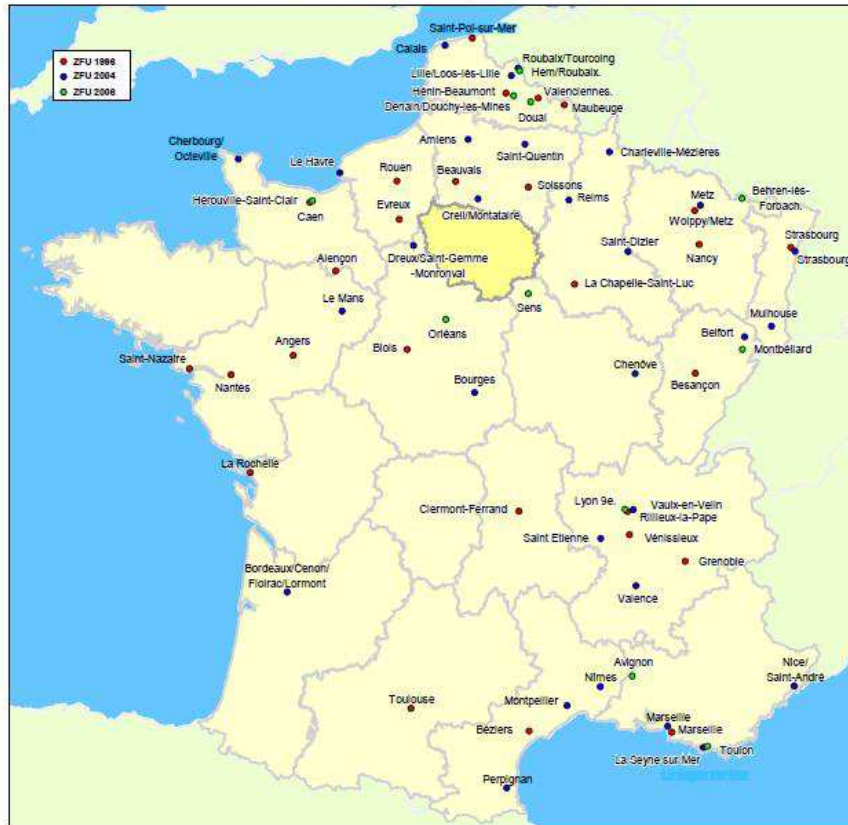 Saint-Pol-sur-Mer
Calais
ZFU 1996
ZFU 2004
ZFU 2006
Roubaix/Tourcoing
Hem/Roubaix.
Lille/Loos-lès-Lille
Hénin-Beaumont
Valenciennes.
Denain/Douchy-les-Mines
Maubeuge
Douai
Cherbourg/
Octeville
Amiens
Saint-Quentin
Charleville-Mézières
Le Havre
Rouen
Beauvais
Soissons
Reims
Metz
Behren-lès-
Forbach.
Hérouville-Saint-Clair
Caen
Evreux
Creil/Montataire
Woippy/Metz
Strasbourg
Strasbourg
Dreux/Saint-Gemme
-Monronval
Saint-Dizier
Nancy
Alençon
La Chapelle-Saint-Luc
Le Mans
Sens
Mulhouse
Orléans
Belfort
Angers
Blois
Montbéliard
Saint-Nazaire
Nantes
Bourges
Chenôve
Besançon
La Rochelle
Clermont-Ferrand
Lyon 9e.
Vaulx-en-Velin
Rillieux-la-Pape
Saint Etienne
Vénissieux
Grenoble
Bordeaux/Cenon/
Floirac/Lormont
Valence
Avignon
Nice/
Saint-André
Nîmes
Toulouse
Montpellier
Marseille
Marseille
Béziers
Toulon
La Seyne sur Mer
Perpignan